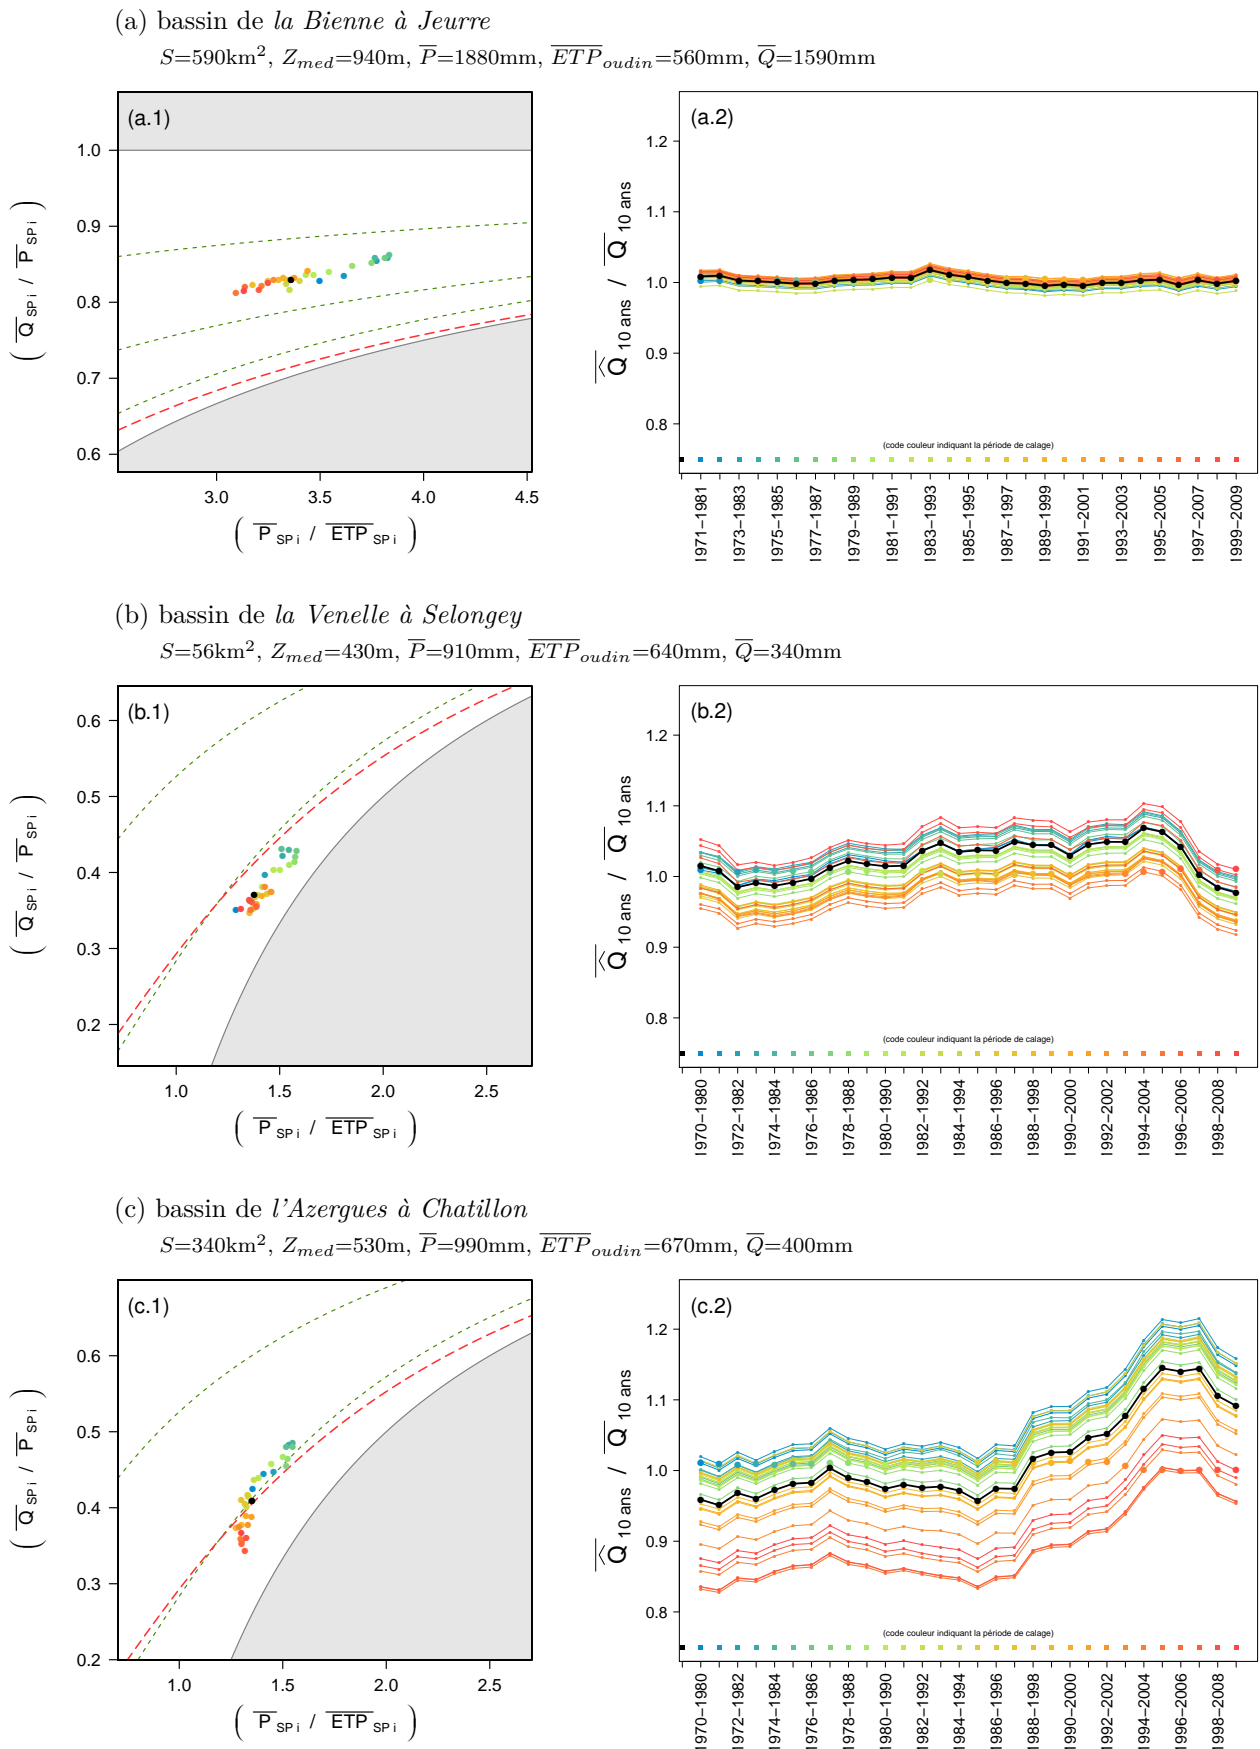 (a) bassin de la Bienne à Jeurre
S=590km², Z_med=940m, P̅=1880mm, E̅T̅P̅_oudin=560mm, Q̅=1590mm
(a.1)
1.0
0.9
0.8
0.7
0.6
( Q̅ SP i / P̅ SP i )
3.0 3.5 4.0 4.5
( P̅ SP i / E̅T̅P̅ SP i )
(a.2)
1.2
1.1
1.0
0.9
0.8
Q̂ 10 ans / Q̅ 10 ans
(code couleur indiquant la période de calage)
1971−1981 1973−1983 1975−1985 1977−1987 1979−1989 1981−1991 1983−1993 1985−1995 1987−1997 1989−1999 1991−2001 1993−2003 1995−2005 1997−2007 1999−2009
(b) bassin de la Venelle à Selongey
S=56km², Z_med=430m, P̅=910mm, E̅T̅P̅_oudin=640mm, Q̅=340mm
(b.1)
0.6
0.5
0.4
0.3
0.2
( Q̅ SP i / P̅ SP i )
1.0 1.5 2.0 2.5
( P̅ SP i / E̅T̅P̅ SP i )
(b.2)
1.2
1.1
1.0
0.9
0.8
Q̂ 10 ans / Q̅ 10 ans
(code couleur indiquant la période de calage)
1970−1980 1972−1982 1974−1984 1976−1986 1978−1988 1980−1990 1982−1992 1984−1994 1986−1996 1988−1998 1990−2000 1992−2002 1994−2004 1996−2006 1998−2008
(c) bassin de l'Azergues à Chatillon
S=340km², Z_med=530m, P̅=990mm, E̅T̅P̅_oudin=670mm, Q̅=400mm
(c.1)
0.6
0.5
0.4
0.3
0.2
( Q̅ SP i / P̅ SP i )
1.0 1.5 2.0 2.5
( P̅ SP i / E̅T̅P̅ SP i )
(c.2)
1.2
1.1
1.0
0.9
0.8
Q̂ 10 ans / Q̅ 10 ans
(code couleur indiquant la période de calage)
1970−1980 1972−1982 1974−1984 1976−1986 1978−1988 1980−1990 1982−1992 1984−1994 1986−1996 1988−1998 1990−2000 1992−2002 1994−2004 1996−2006 1998−2008